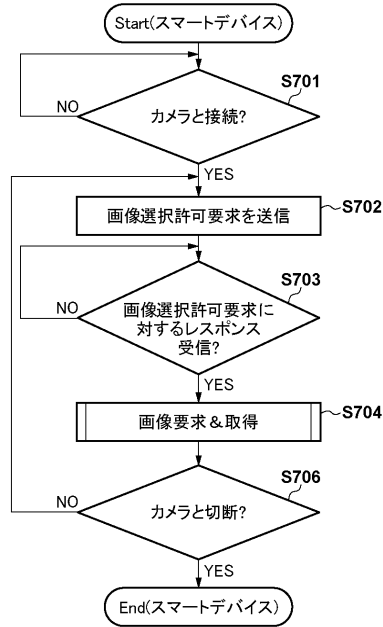 Start(スマートデバイス)
S701
カメラと接続?
NO
YES
S702
画像選択許可要求を送信
S703
画像選択許可要求に
対するレスポンス
受信?
NO
YES
S704
画像要求＆取得
S706
カメラと切断?
NO
YES
End(スマートデバイス)